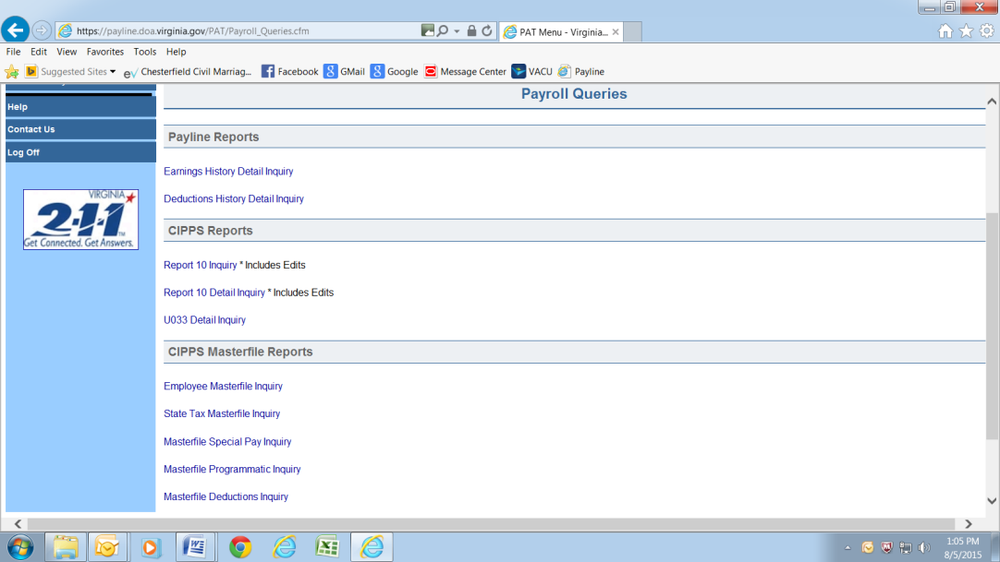 https://payline.doa.virginia.gov/PAT/Payroll_Queries.cfm
PAT Menu - Virginia...
File Edit View Favorites Tools Help
Suggested Sites Chesterfield Civil Marriag... Facebook GMail Google Message Center VACU Payline
Help
Contact Us
Log Off
VIRGINIA
2-1-1
TM
Get Connected. Get Answers.
Payroll Queries
Payline Reports
Earnings History Detail Inquiry
Deductions History Detail Inquiry
CIPPS Reports
Report 10 Inquiry * Includes Edits
Report 10 Detail Inquiry * Includes Edits
U033 Detail Inquiry
CIPPS Masterfile Reports
Employee Masterfile Inquiry
State Tax Masterfile Inquiry
Masterfile Special Pay Inquiry
Masterfile Programmatic Inquiry
Masterfile Deductions Inquiry
1:05 PM
8/5/2015